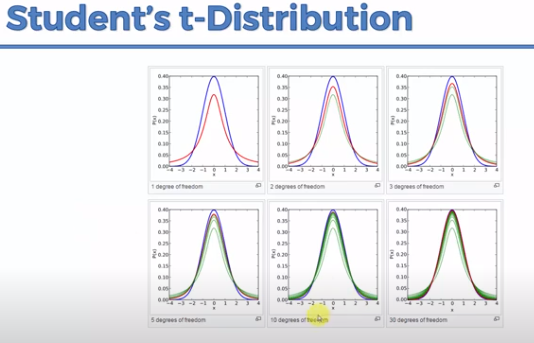 Student's t-Distribution
0.40 0.35 0.30 0.25 0.20 0.15 0.10 0.05 0.00
P(x)
−4 −3 −2 −1 0 1 2 3 4
x
1 degree of freedom
0.40 0.35 0.30 0.25 0.20 0.15 0.10 0.05 0.00
P(x)
−4 −3 −2 −1 0 1 2 3 4
x
2 degrees of freedom
0.40 0.35 0.30 0.25 0.20 0.15 0.10 0.05 0.00
P(x)
−4 −3 −2 −1 0 1 2 3 4
x
3 degrees of freedom
0.40 0.35 0.30 0.25 0.20 0.15 0.10 0.05 0.00
P(x)
−4 −3 −2 −1 0 1 2 3 4
x
5 degrees of freedom
0.40 0.35 0.30 0.25 0.20 0.15 0.10 0.05 0.00
P(x)
−4 −3 −2 −1 0 1 2 3 4
x
10 degrees of freedom
0.40 0.35 0.30 0.25 0.20 0.15 0.10 0.05 0.00
P(x)
−4 −3 −2 −1 0 1 2 3 4
x
30 degrees of freedom